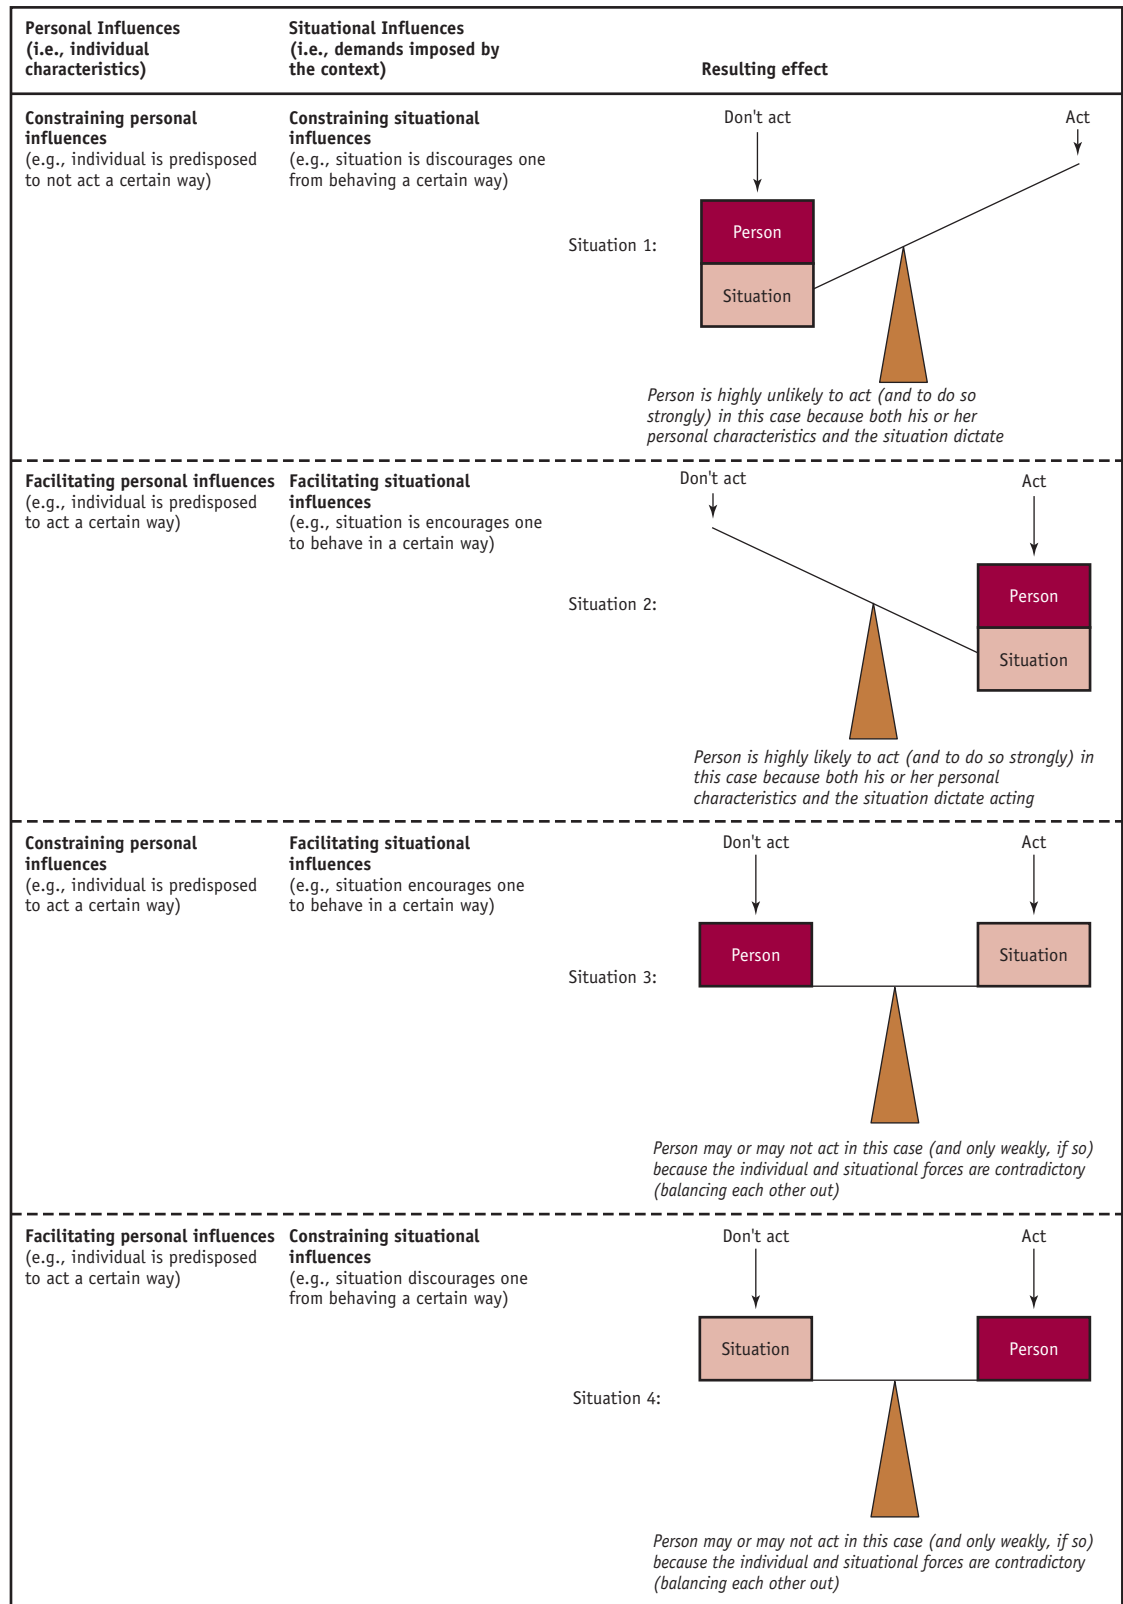 Personal Influences
(i.e., individual
characteristics)
Situational Influences
(i.e., demands imposed by
the context)
Resulting effect
Constraining personal
influences
(e.g., individual is predisposed
to not act a certain way)
Constraining situational
influences
(e.g., situation is discourages one
from behaving a certain way)
Situation 1:
Don't act
Act
Person
Situation
Person is highly unlikely to act (and to do so
strongly) in this case because both his or her
personal characteristics and the situation dictate
Facilitating personal influences
(e.g., individual is predisposed
to act a certain way)
Facilitating situational
influences
(e.g., situation is encourages one
to behave in a certain way)
Situation 2:
Don't act
Act
Person
Situation
Person is highly likely to act (and to do so strongly) in
this case because both his or her personal
characteristics and the situation dictate acting
Constraining personal
influences
(e.g., individual is predisposed
to act a certain way)
Facilitating situational
influences
(e.g., situation encourages one
to behave in a certain way)
Situation 3:
Don't act
Act
Person
Situation
Person may or may not act in this case (and only weakly, if so)
because the individual and situational forces are contradictory
(balancing each other out)
Facilitating personal influences
(e.g., individual is predisposed
to act a certain way)
Constraining situational
influences
(e.g., situation discourages one
from behaving a certain way)
Situation 4:
Don't act
Act
Situation
Person
Person may or may not act in this case (and only weakly, if so)
because the individual and situational forces are contradictory
(balancing each other out)